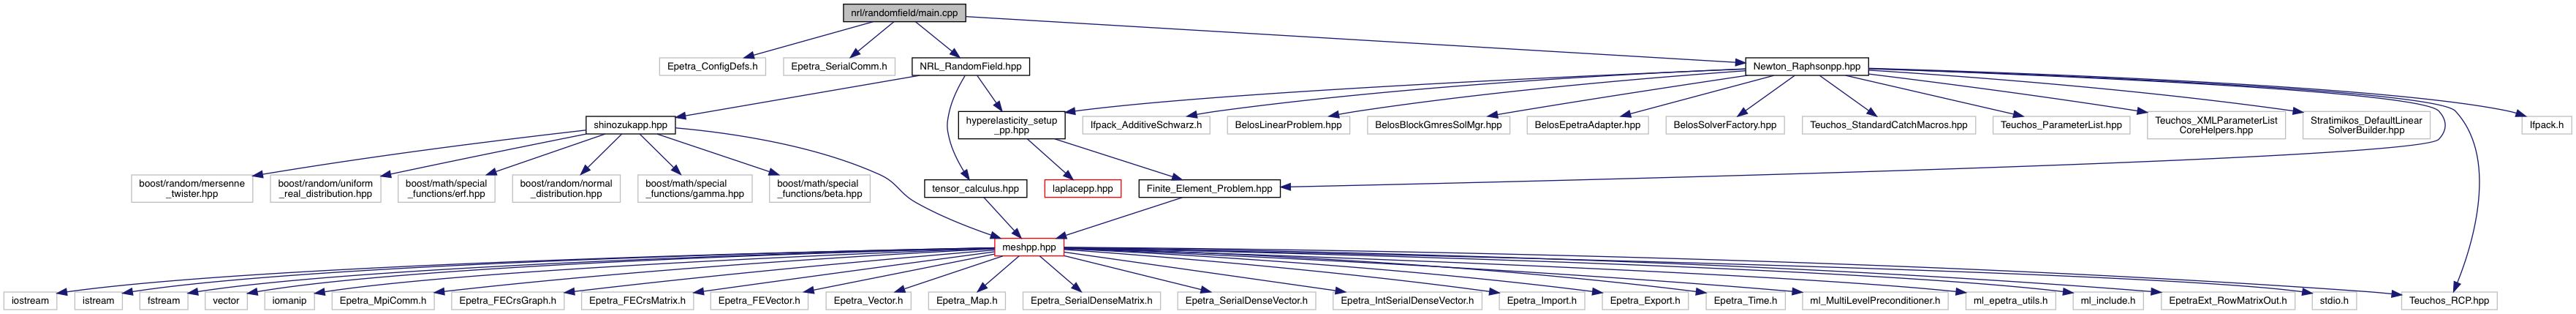 nrl/randomfield/main.cpp
Epetra_ConfigDefs.h
Epetra_SerialComm.h
NRL_RandomField.hpp
Newton_Raphsonpp.hpp
shinozukapp.hpp
hyperelasticity_setup
_pp.hpp
Ifpack_AdditiveSchwarz.h
BelosLinearProblem.hpp
BelosBlockGmresSolMgr.hpp
BelosEpetraAdapter.hpp
BelosSolverFactory.hpp
Teuchos_StandardCatchMacros.hpp
Teuchos_ParameterList.hpp
Teuchos_XMLParameterList
CoreHelpers.hpp
Stratimikos_DefaultLinear
SolverBuilder.hpp
Ifpack.h
boost/random/mersenne
_twister.hpp
boost/random/uniform
_real_distribution.hpp
boost/math/special
_functions/erf.hpp
boost/random/normal
_distribution.hpp
boost/math/special
_functions/gamma.hpp
boost/math/special
_functions/beta.hpp
tensor_calculus.hpp
laplacepp.hpp
Finite_Element_Problem.hpp
meshpp.hpp
iostream
istream
fstream
vector
iomanip
Epetra_MpiComm.h
Epetra_FECrsGraph.h
Epetra_FECrsMatrix.h
Epetra_FEVector.h
Epetra_Vector.h
Epetra_Map.h
Epetra_SerialDenseMatrix.h
Epetra_SerialDenseVector.h
Epetra_IntSerialDenseVector.h
Epetra_Import.h
Epetra_Export.h
Epetra_Time.h
ml_MultiLevelPreconditioner.h
ml_epetra_utils.h
ml_include.h
EpetraExt_RowMatrixOut.h
stdio.h
Teuchos_RCP.hpp